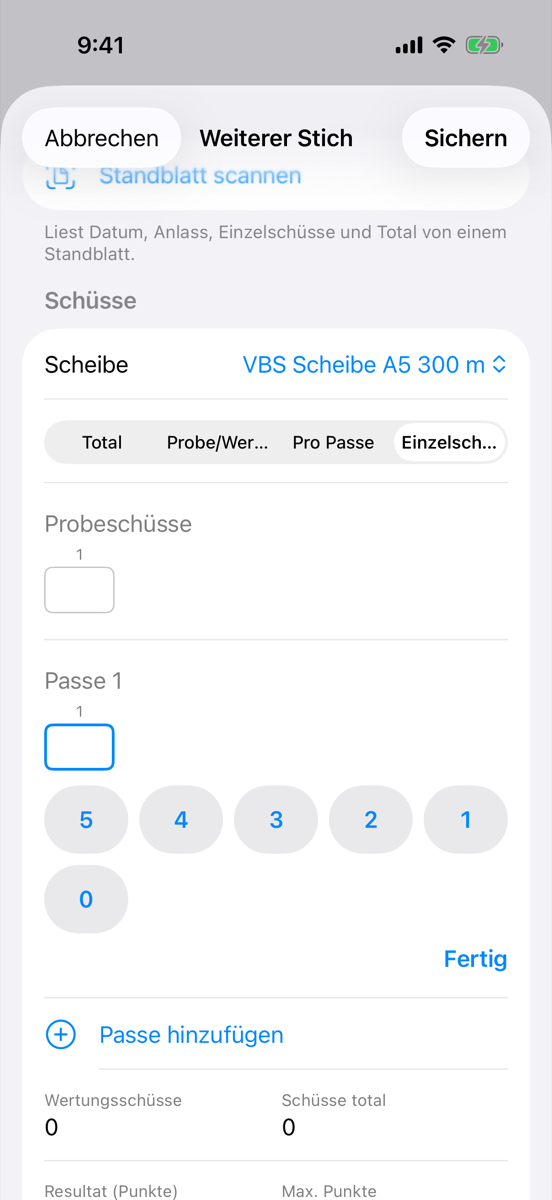 9:41
Abbrechen
Weiterer Stich
Sichern
Standblatt scannen
Liest Datum, Anlass, Einzelschüsse und Total von einem
Standblatt.
Schüsse
Scheibe
VBS Scheibe A5 300 m
Total
Probe/Wer...
Pro Passe
Einzelsch...
Probeschüsse
1
Passe 1
1
5
4
3
2
1
0
Fertig
Passe hinzufügen
Wertungsschüsse
Schüsse total
0
0
Resultat (Punkte)
Max. Punkte